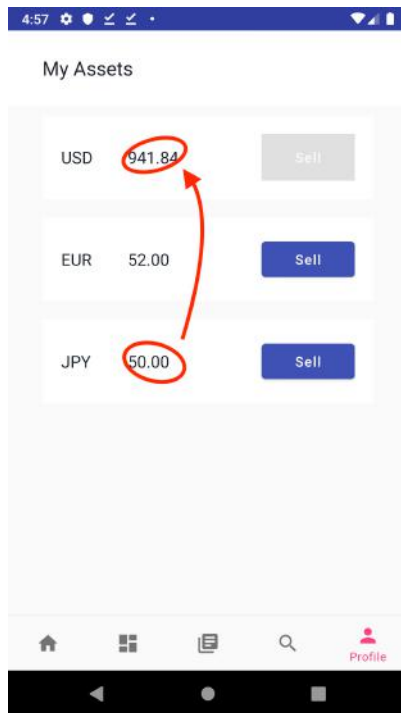 4:57
My Assets
USD 941.84 Sell
EUR 52.00 Sell
JPY 50.00 Sell
Profile